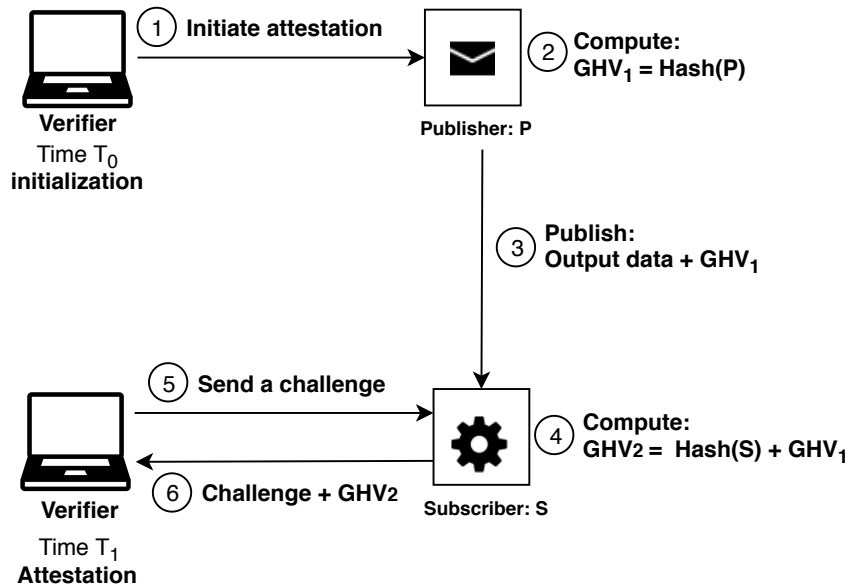 1 Initiate attestation
2 Compute:
GHV1 = Hash(P)
Verifier
Time T0
initialization
Publisher: P
3 Publish:
Output data + GHV1
5 Send a challenge
4 Compute:
GHV2 = Hash(S) + GHV1
6 Challenge + GHV2
Verifier
Subscriber: S
Time T1
Attestation